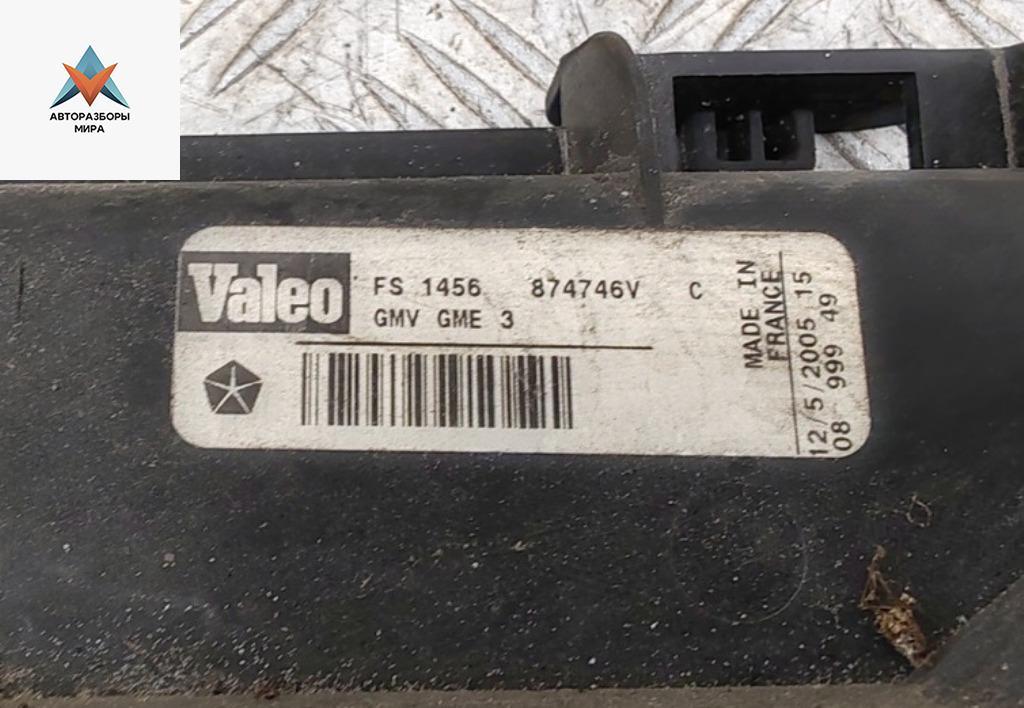 АВТОРАЗБОРЫ
МИРА
Valeo
FS 1456 874746V C
GMV GME 3
MADE IN
FRANCE
12/5/2005 15
08 999 49